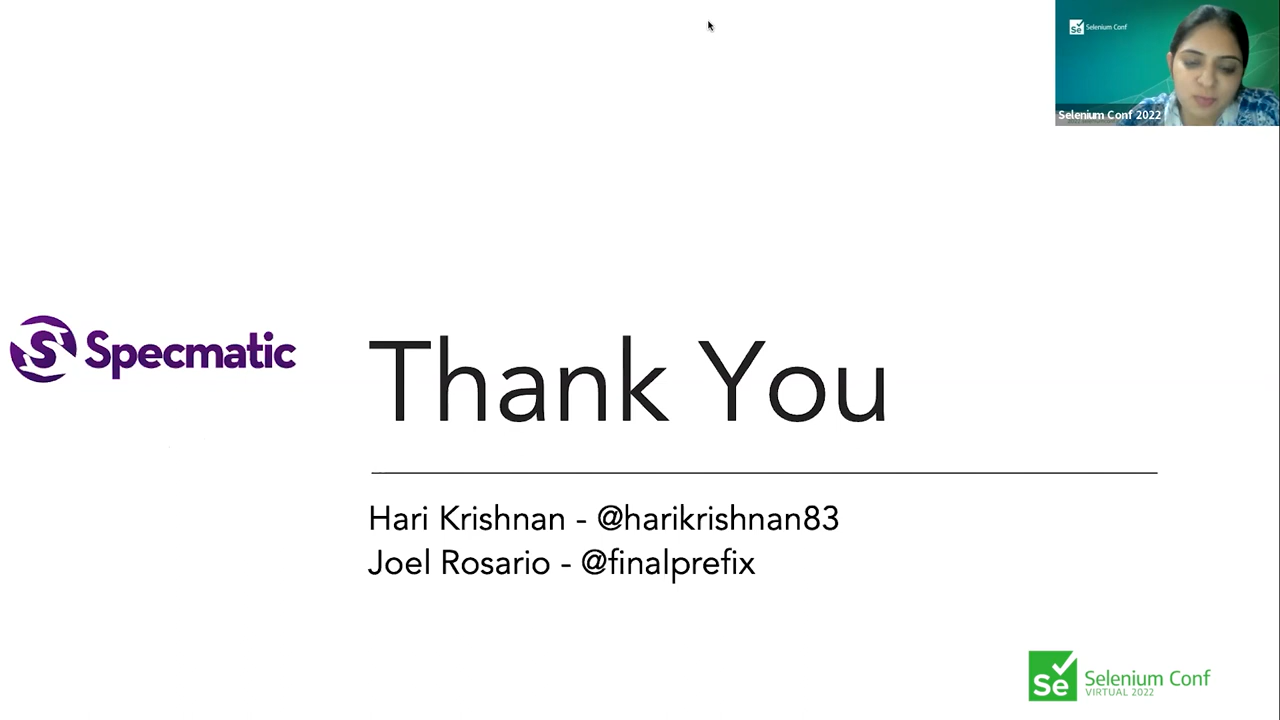 Se Selenium Conf
Selenium Conf 2022
Specmatic
Thank You
Hari Krishnan - @harikrishnan83
Joel Rosario - @finalprefix
Se Selenium Conf
VIRTUAL 2022